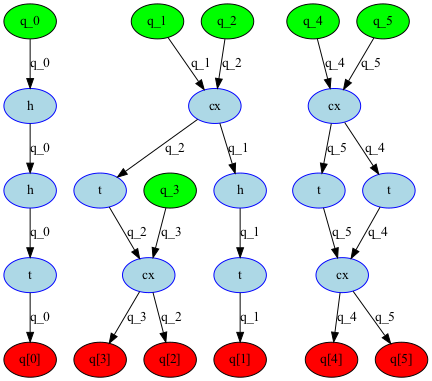 q_0 q_1 q_2 q_4 q_5
q_0 q_1 q_2 q_4 q_5
h cx cx
q_0 q_2 q_1 q_5 q_4
t q_3 h t t
h
q_0 q_2 q_3 q_1 q_5 q_4
t cx t cx
q_0 q_3 q_2 q_1 q_4 q_5
q[0] q[3] q[2] q[1] q[4] q[5]